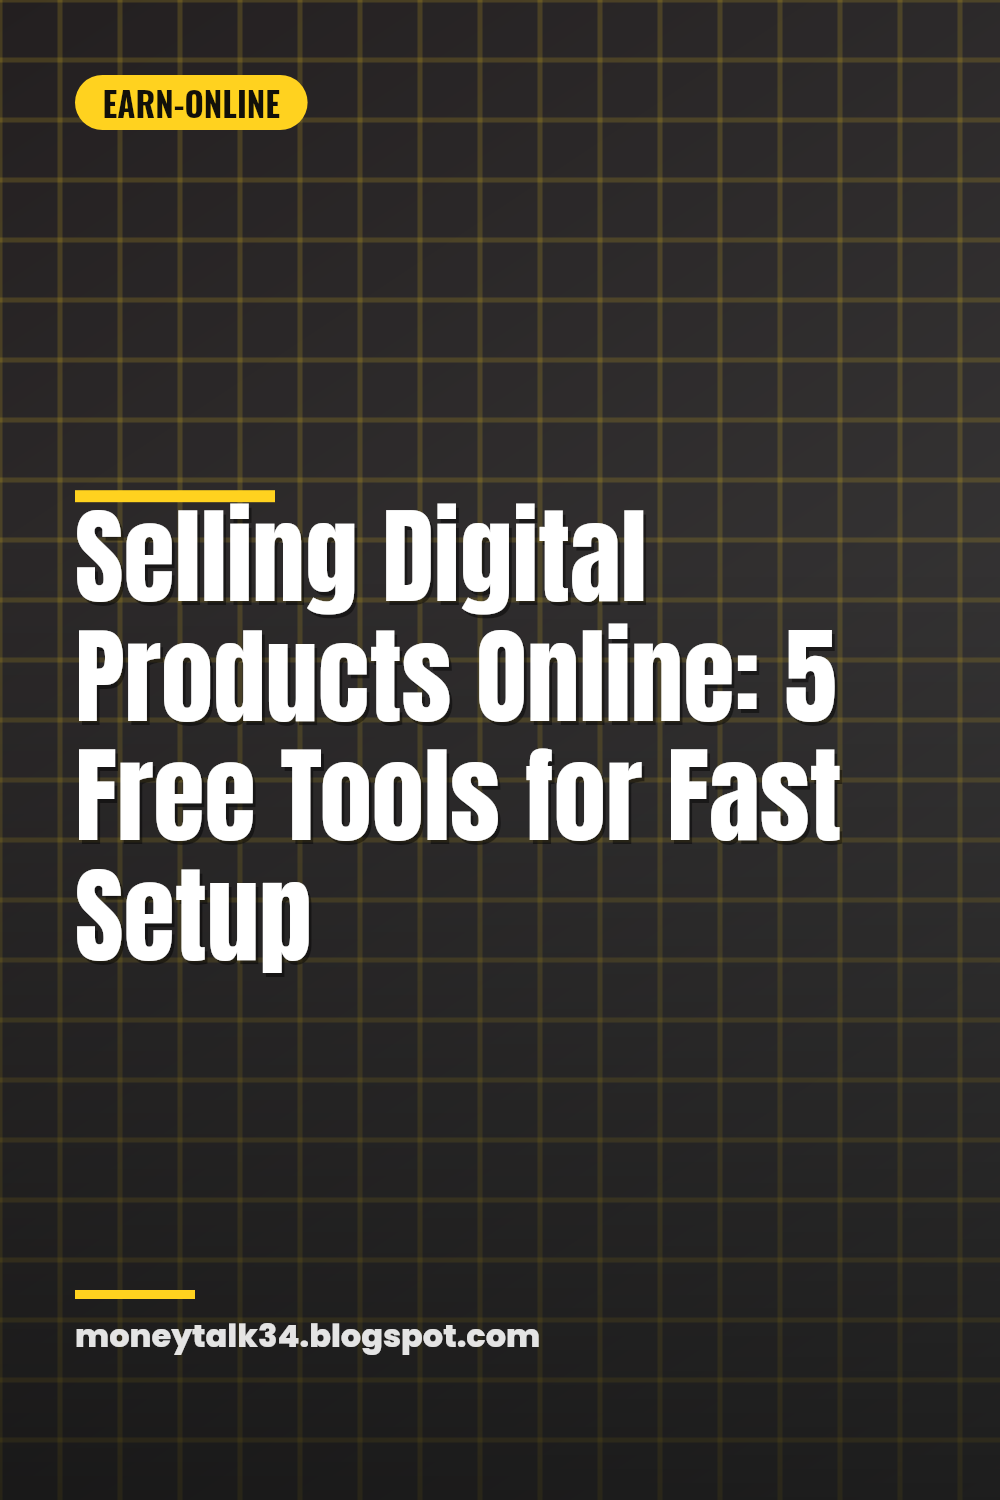 EARN-ONLINE
Selling Digital
Products Online: 5
Free Tools for Fast
Setup
moneytalk34.blogspot.com